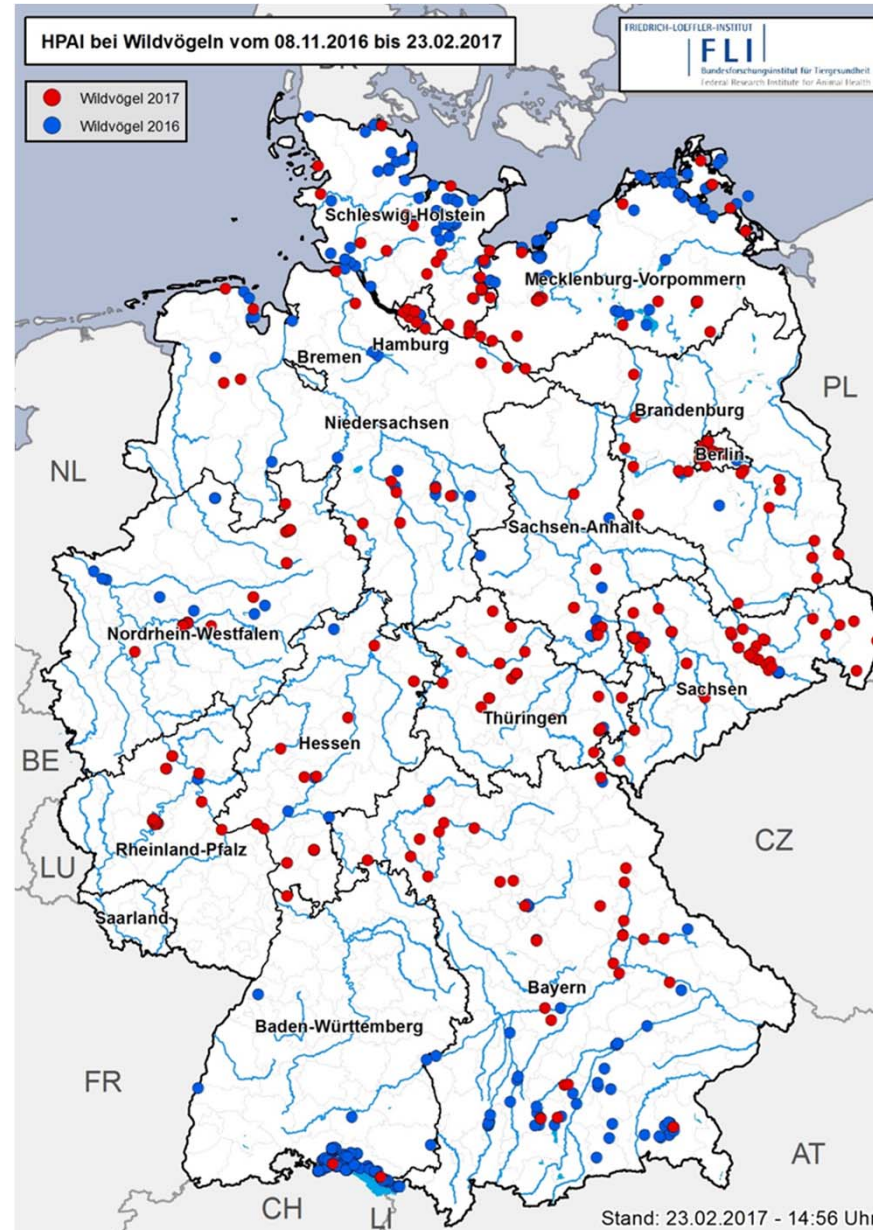 HPAI bei Wildvögeln vom 08.11.2016 bis 23.02.2017
FRIEDRICH-LOEFFLER-INSTITUT
FLI
Bundesforschungsinstitut für Tiergesundheit
Federal Research Institute for Animal Health
Wildvögel 2017
Wildvögel 2016
Schleswig-Holstein
Mecklenburg-Vorpommern
Hamburg
Bremen
PL
Brandenburg
Niedersachsen
Berlin
NL
Sachsen-Anhalt
Nordrhein-Westfalen
Sachsen
Thüringen
Hessen
BE
CZ
Rheinland-Pfalz
LU
Saarland
Bayern
Baden-Württemberg
FR
AT
CH
LI
Stand: 23.02.2017 - 14:56 Uhr